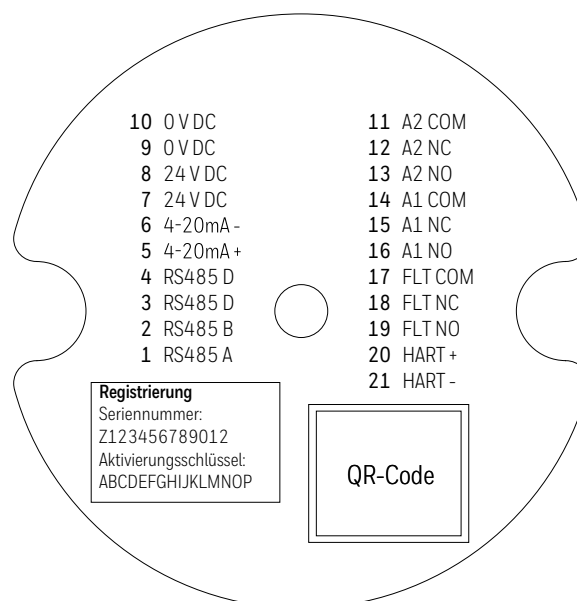 10 0 V DC
9 0 V DC
8 24 V DC
7 24 V DC
6 4-20mA -
5 4-20mA +
4 RS485 D
3 RS485 D
2 RS485 B
1 RS485 A
11 A2 COM
12 A2 NC
13 A2 NO
14 A1 COM
15 A1 NC
16 A1 NO
17 FLT COM
18 FLT NC
19 FLT NO
20 HART +
21 HART -
Registrierung
Seriennummer:
Z123456789012
Aktivierungsschlüssel:
ABCDEFGHIJKLMNOP
QR-Code